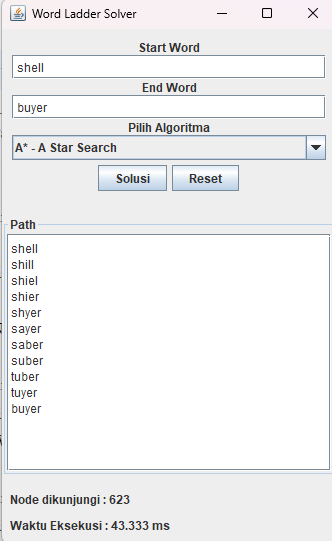 Word Ladder Solver
Start Word
shell
End Word
buyer
Pilih Algoritma
A* - A Star Search
Solusi Reset
Path
shell
shill
shiel
shier
shyer
sayer
saber
suber
tuber
tuyer
buyer
Node dikunjungi : 623
Waktu Eksekusi : 43.333 ms